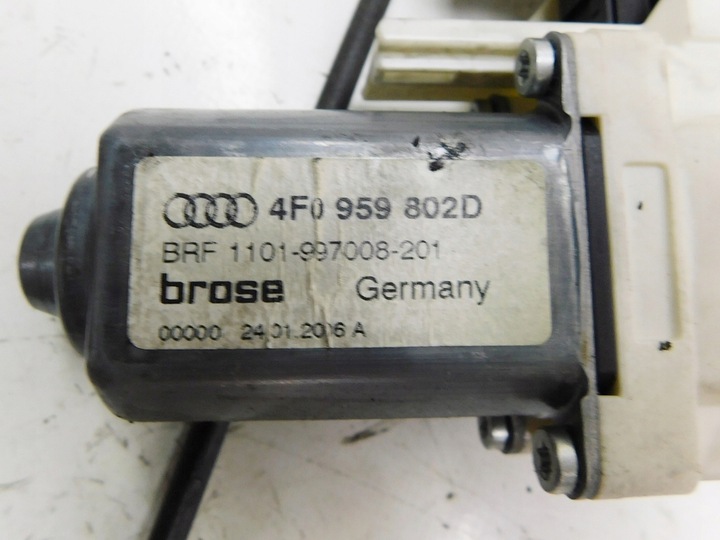 4F0 959 802D
BRF 1101-997008-201
brose Germany
00000 24.01.2006 A